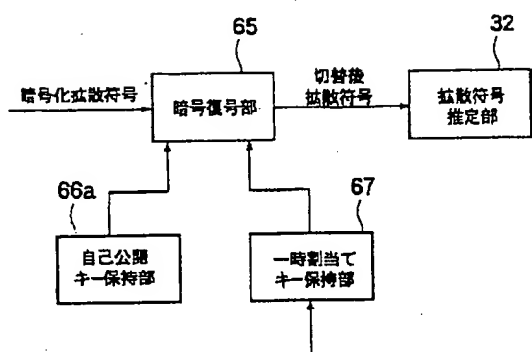 65
32
暗号化拡散符号
暗号復号部
切替後
拡散符号
拡散符号
推定部
66a
67
自己公開
キー保持部
一時割当て
キー保持部